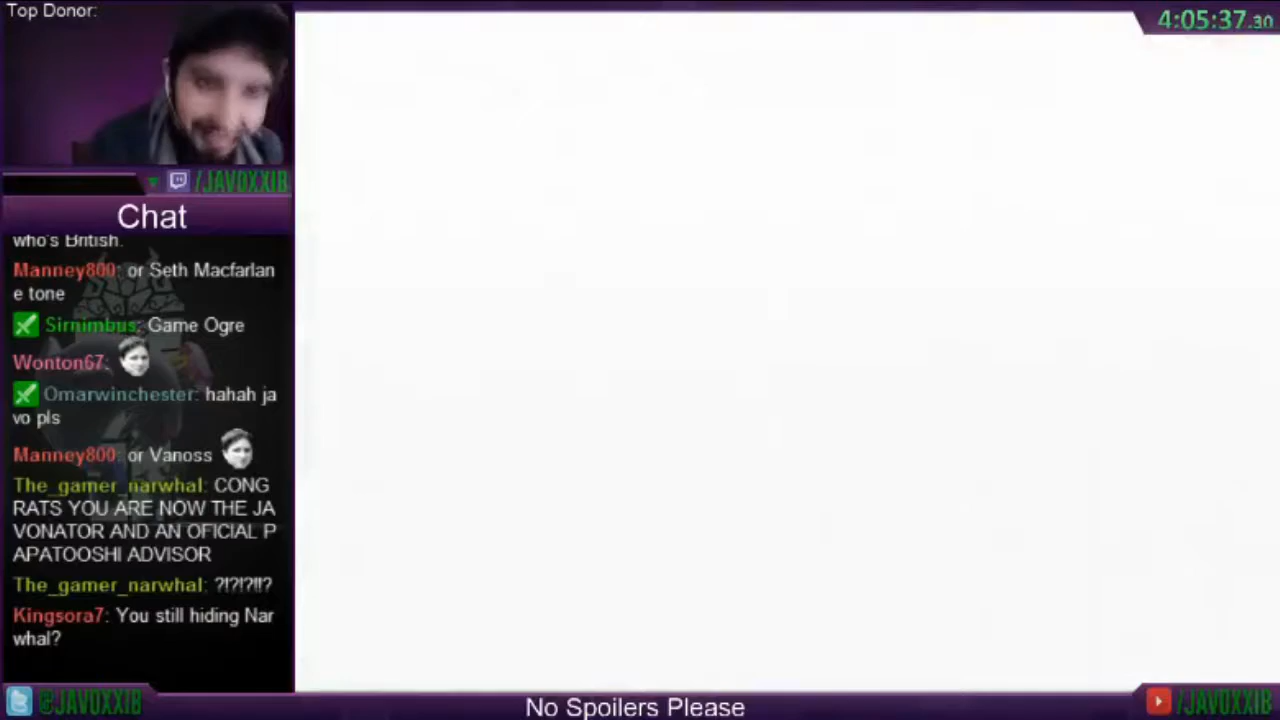 Top Donor:
4:05:37.30
/JAVOXXIB
Chat
who's British.
Manney800: or Seth Macfarlan
e tone
Sirnimbus: Game Ogre
Wonton67:
Omarwinchester: hahah ja
vo pls
Manney800: or Vanoss
The_gamer_narwhal: CONG
RATS YOU ARE NOW THE JA
VONATOR AND AN OFICIAL P
APATOOSHI ADVISOR
The_gamer_narwhal: ?!?!?!!?
Kingsora7: You still hiding Nar
whal?
@JAVOXXIB
No Spoilers Please
/JAVOXXIB